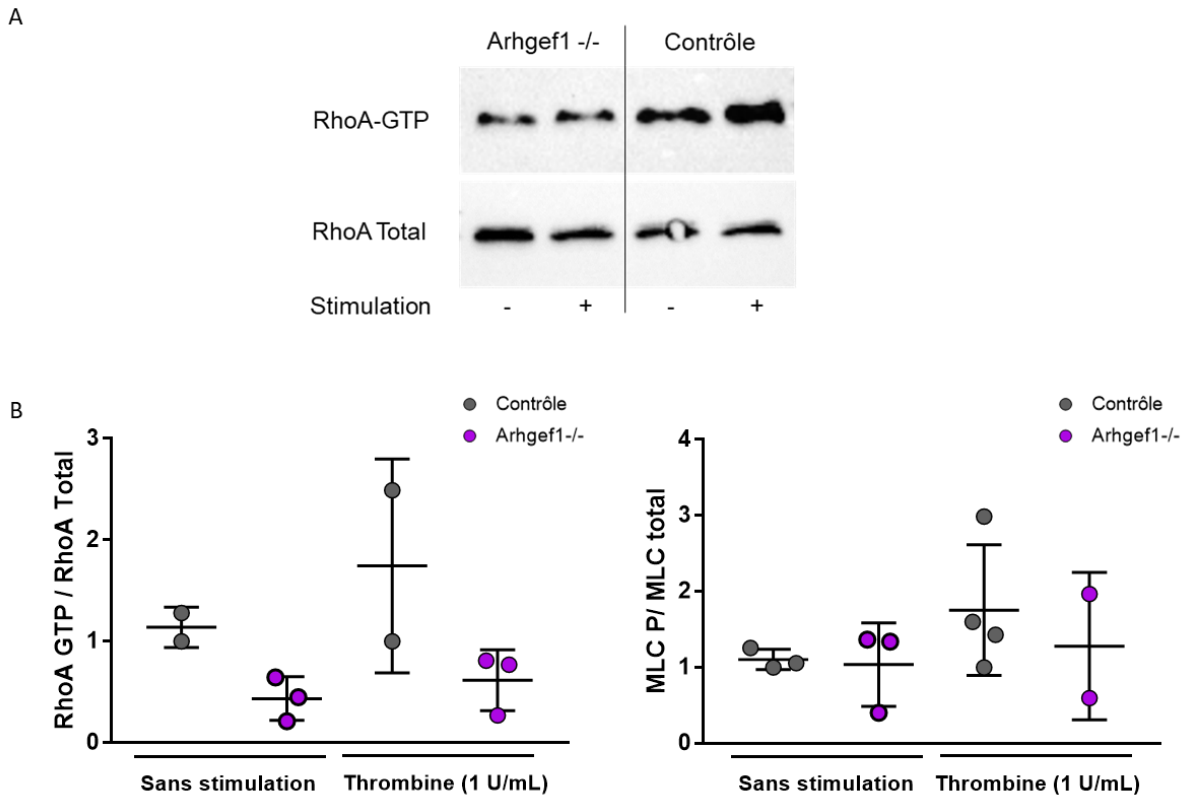 A
Arhgef1 -/-
Contrôle
RhoA-GTP
RhoA Total
Stimulation - + - +
B
Contrôle
Arhgef1-/-
RhoA GTP / RhoA Total
3
2
1
0
Sans stimulation
Thrombine (1 U/mL)
Contrôle
Arhgef1-/-
MLC P/ MLC total
4
3
2
1
0
Sans stimulation
Thrombine (1 U/mL)